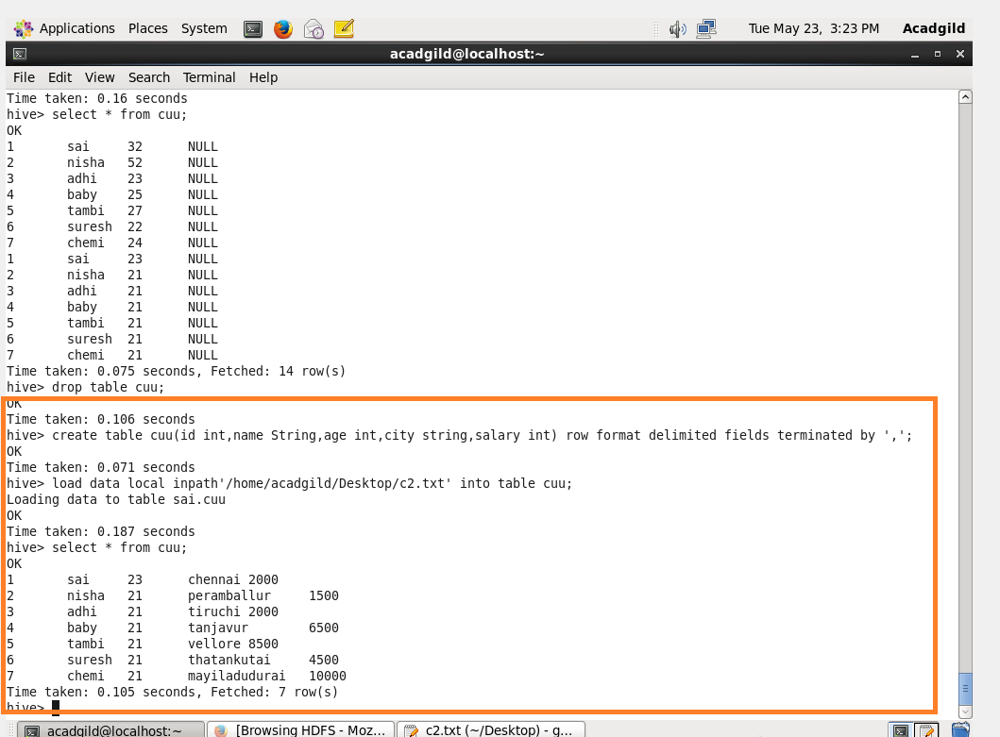 Applications Places System Tue May 23, 3:23 PM Acadgild
acadgild@localhost:~
File Edit View Search Terminal Help
Time taken: 0.16 seconds
hive> select * from cuu;
OK
1 sai 32 NULL
2 nisha 52 NULL
3 adhi 23 NULL
4 baby 25 NULL
5 tambi 27 NULL
6 suresh 22 NULL
7 chemi 24 NULL
1 sai 23 NULL
2 nisha 21 NULL
3 adhi 21 NULL
4 baby 21 NULL
5 tambi 21 NULL
6 suresh 21 NULL
7 chemi 21 NULL
Time taken: 0.075 seconds, Fetched: 14 row(s)
hive> drop table cuu;
OK
Time taken: 0.106 seconds
hive> create table cuu(id int,name String,age int,city string,salary int) row format delimited fields terminated by ',';
OK
Time taken: 0.071 seconds
hive> load data local inpath'/home/acadgild/Desktop/c2.txt' into table cuu;
Loading data to table sai.cuu
OK
Time taken: 0.187 seconds
hive> select * from cuu;
OK
1 sai 23 chennai 2000
2 nisha 21 peramballur 1500
3 adhi 21 tiruchi 2000
4 baby 21 tanjavur 6500
5 tambi 21 vellore 8500
6 suresh 21 thatankutai 4500
7 chemi 21 mayiladudurai 10000
Time taken: 0.105 seconds, Fetched: 7 row(s)
hive>
acadgild@localhost:~ [Browsing HDFS - Moz... c2.txt (~/Desktop) - g...